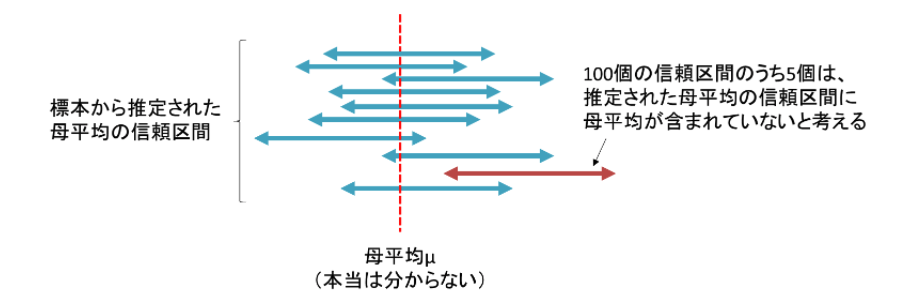 標本から推定された
母平均の信頼区間
100個の信頼区間のうち5個は、
推定された母平均の信頼区間に
母平均が含まれていないと考える
母平均μ
（本当は分からない）